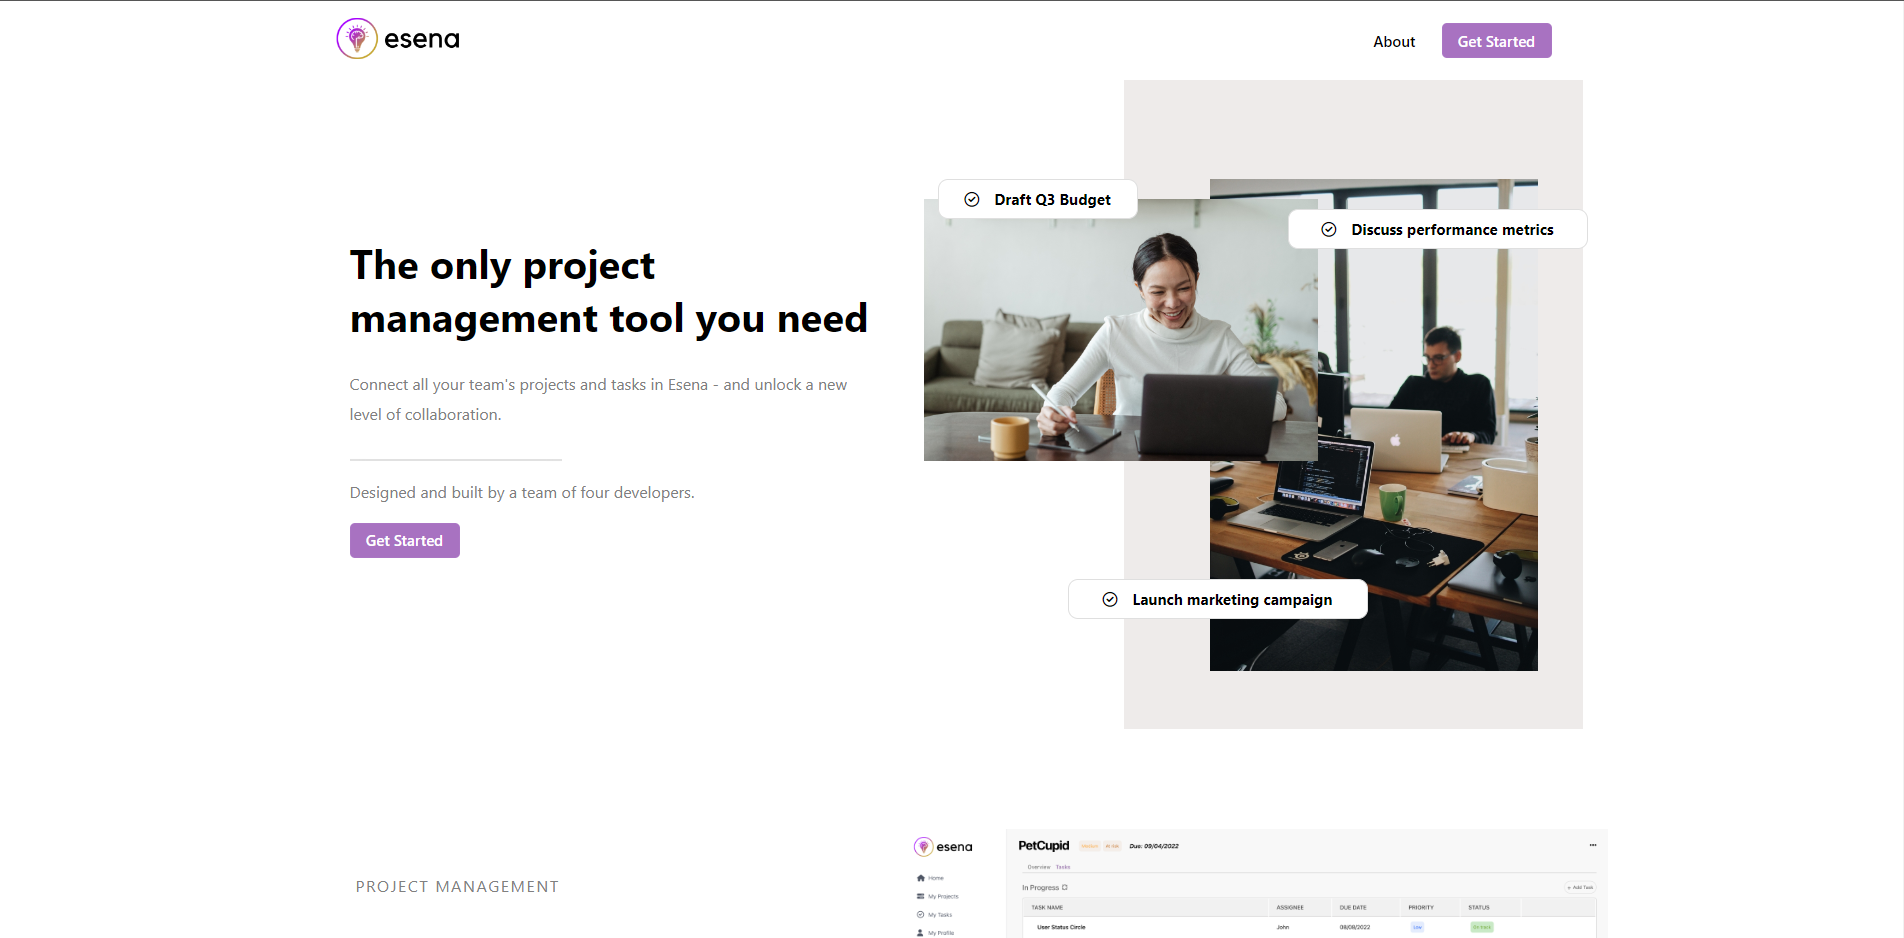 esena
About
Get Started
Draft Q3 Budget
Discuss performance metrics
The only project
management tool you need
Connect all your team's projects and tasks in Esena - and unlock a new
level of collaboration.
Designed and built by a team of four developers.
Get Started
Launch marketing campaign
PROJECT MANAGEMENT
esena
Home
My Projects
My Tasks
My Profile
PetCupid
Due: 09/04/2022
Overview Tasks
In Progress
+ Add Task
TASK NAME ASSIGNEE DUE DATE PRIORITY STATUS
User Status Circle John 08/08/2022 Low On track